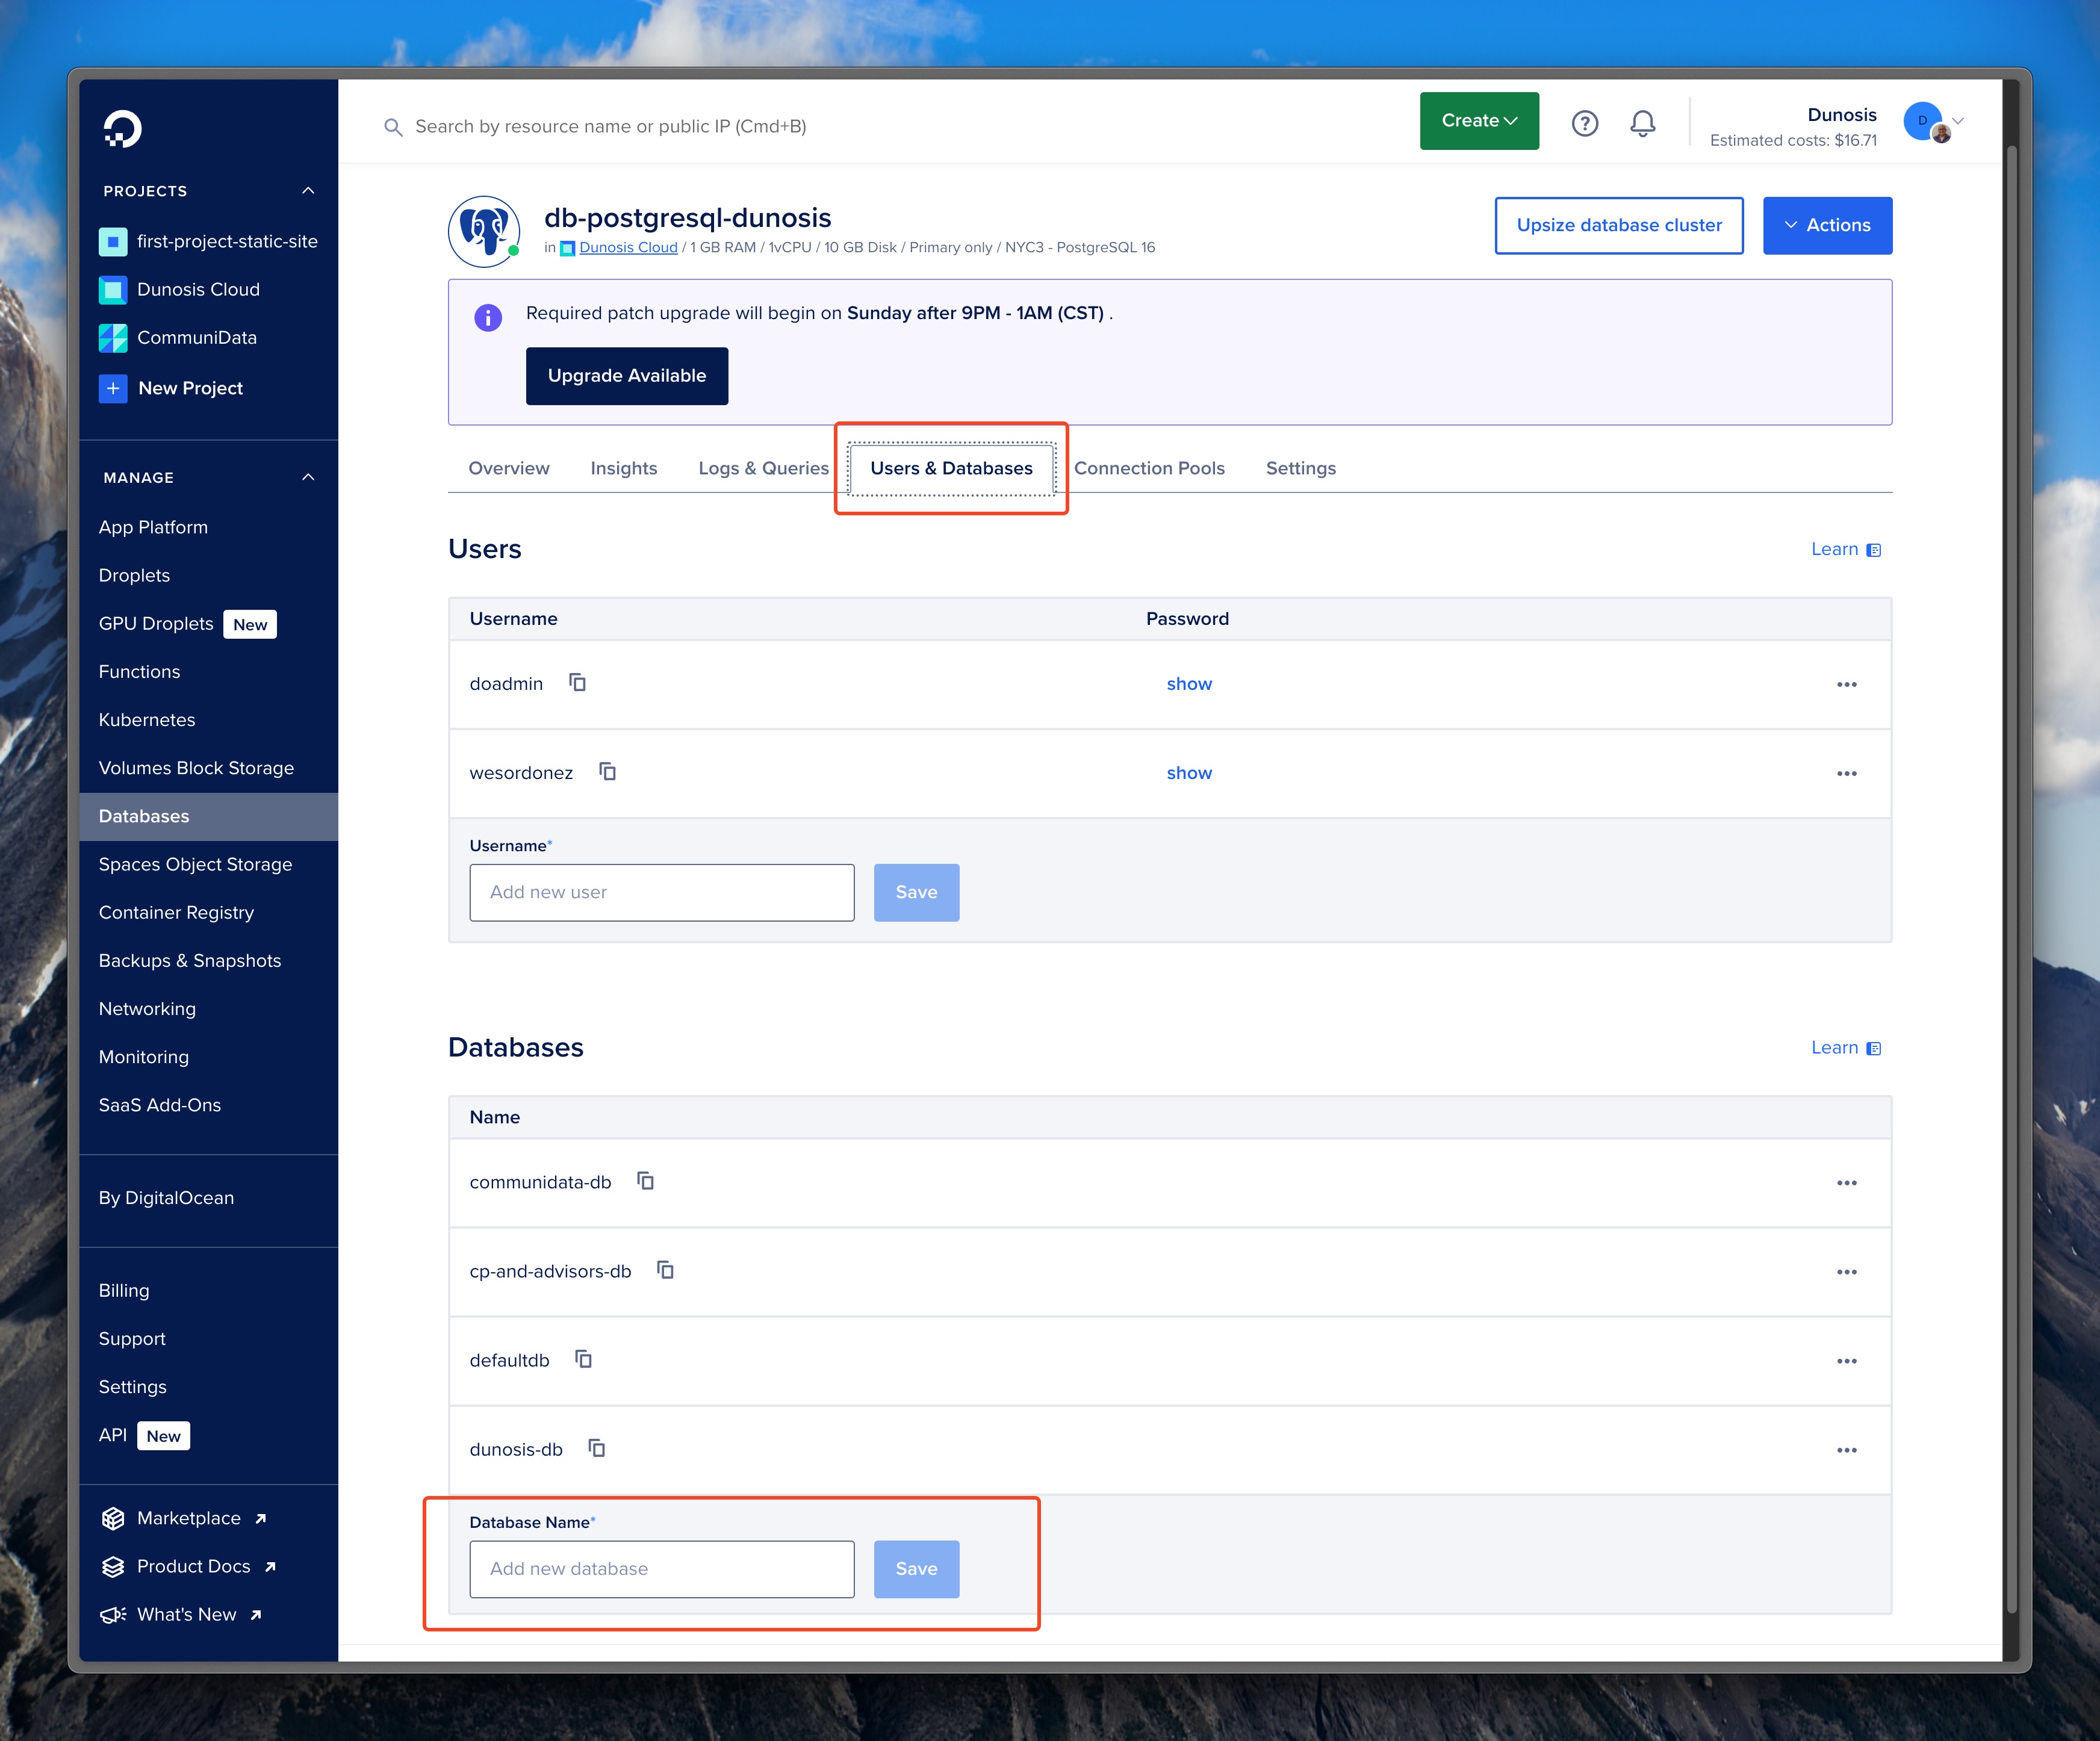 PROJECTS
first-project-static-site
Dunosis Cloud
CommuniData
+ New Project
MANAGE
App Platform
Droplets
GPU Droplets New
Functions
Kubernetes
Volumes Block Storage
Databases
Spaces Object Storage
Container Registry
Backups & Snapshots
Networking
Monitoring
SaaS Add-Ons
By DigitalOcean
Billing
Support
Settings
API New
Marketplace
Product Docs
What's New
Search by resource name or public IP (Cmd+B)
Create
?
Dunosis
Estimated costs: $16.71
D
db-postgresql-dunosis
in Dunosis Cloud / 1 GB RAM / 1vCPU / 10 GB Disk / Primary only / NYC3 - PostgreSQL 16
Upsize database cluster
Actions
Required patch upgrade will begin on Sunday after 9PM - 1AM (CST) .
Upgrade Available
Overview Insights Logs & Queries Users & Databases Connection Pools Settings
Users
Learn
Username Password
doadmin show
wesordonez show
Username*
Add new user Save
Databases
Learn
Name
communidata-db
cp-and-advisors-db
defaultdb
dunosis-db
Database Name*
Add new database Save